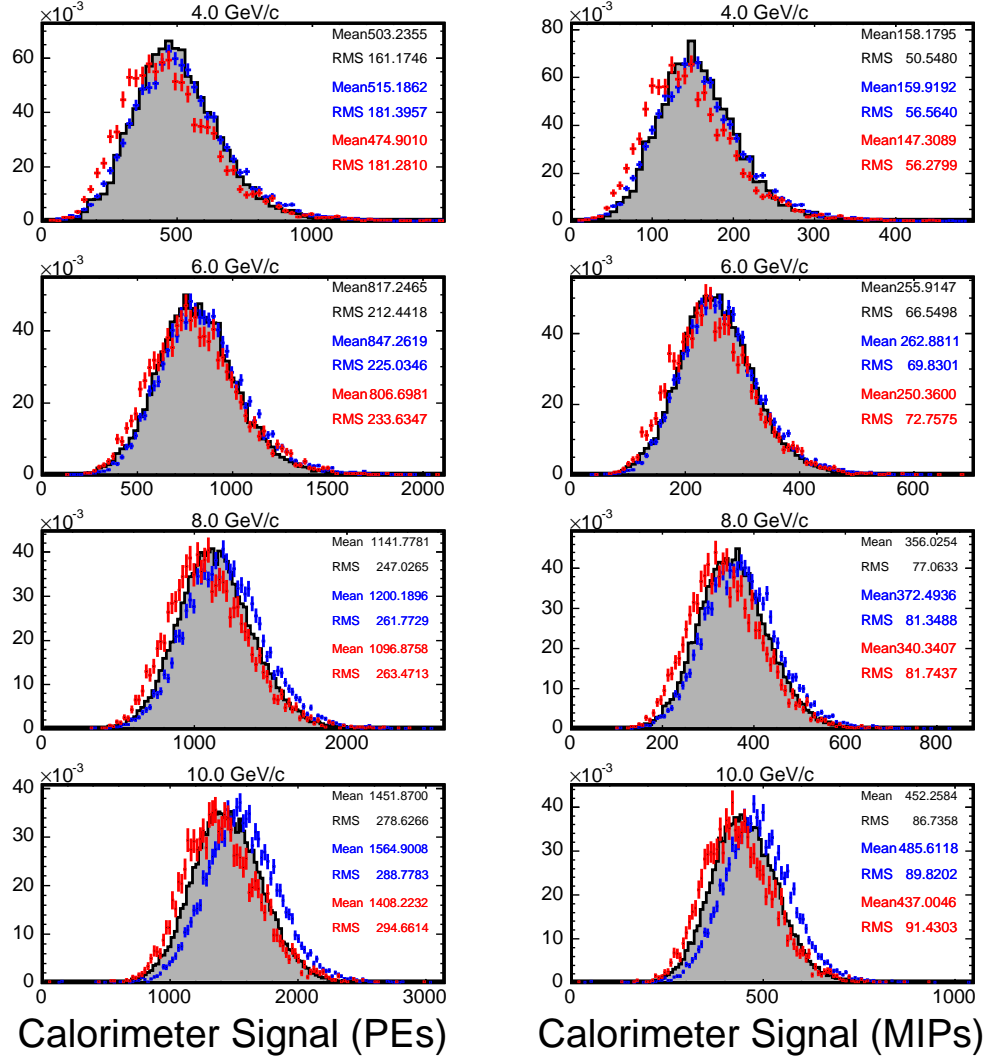 ×10⁻³ 4.0 GeV/c
Mean503.2355
RMS 161.1746
Mean515.1862
RMS 181.3957
Mean474.9010
RMS 181.2810
60
40
20
0
0 500 1000
×10⁻³ 4.0 GeV/c
Mean158.1795
RMS 50.5480
Mean159.9192
RMS 56.5640
Mean147.3089
RMS 56.2799
80
60
40
20
0
0 100 200 300 400
×10⁻³ 6.0 GeV/c
Mean817.2465
RMS 212.4418
Mean847.2619
RMS 225.0346
Mean806.6981
RMS 233.6347
40
20
0
0 500 1000 1500 2000
×10⁻³ 6.0 GeV/c
Mean255.9147
RMS 66.5498
Mean 262.8811
RMS 69.8301
Mean250.3600
RMS 72.7575
40
20
0
200 400 600
×10⁻³ 8.0 GeV/c
Mean 1141.7781
RMS 247.0265
Mean 1200.1896
RMS 261.7729
Mean 1096.8758
RMS 263.4713
40
30
20
10
0
0 1000 2000
×10⁻³ 8.0 GeV/c
Mean 356.0254
RMS 77.0633
Mean372.4936
RMS 81.3488
Mean340.3407
RMS 81.7437
40
20
0
0 200 400 600 800
×10⁻³ 10.0 GeV/c
Mean 1451.8700
RMS 278.6266
Mean 1564.9008
RMS 288.7783
Mean 1408.2232
RMS 294.6614
40
30
20
10
0
0 1000 2000 3000
×10⁻³ 10.0 GeV/c
Mean 452.2584
RMS 86.7358
Mean485.6118
RMS 89.8202
Mean437.0046
RMS 91.4303
40
30
20
10
0
0 500 1000
Calorimeter Signal (PEs)
Calorimeter Signal (MIPs)